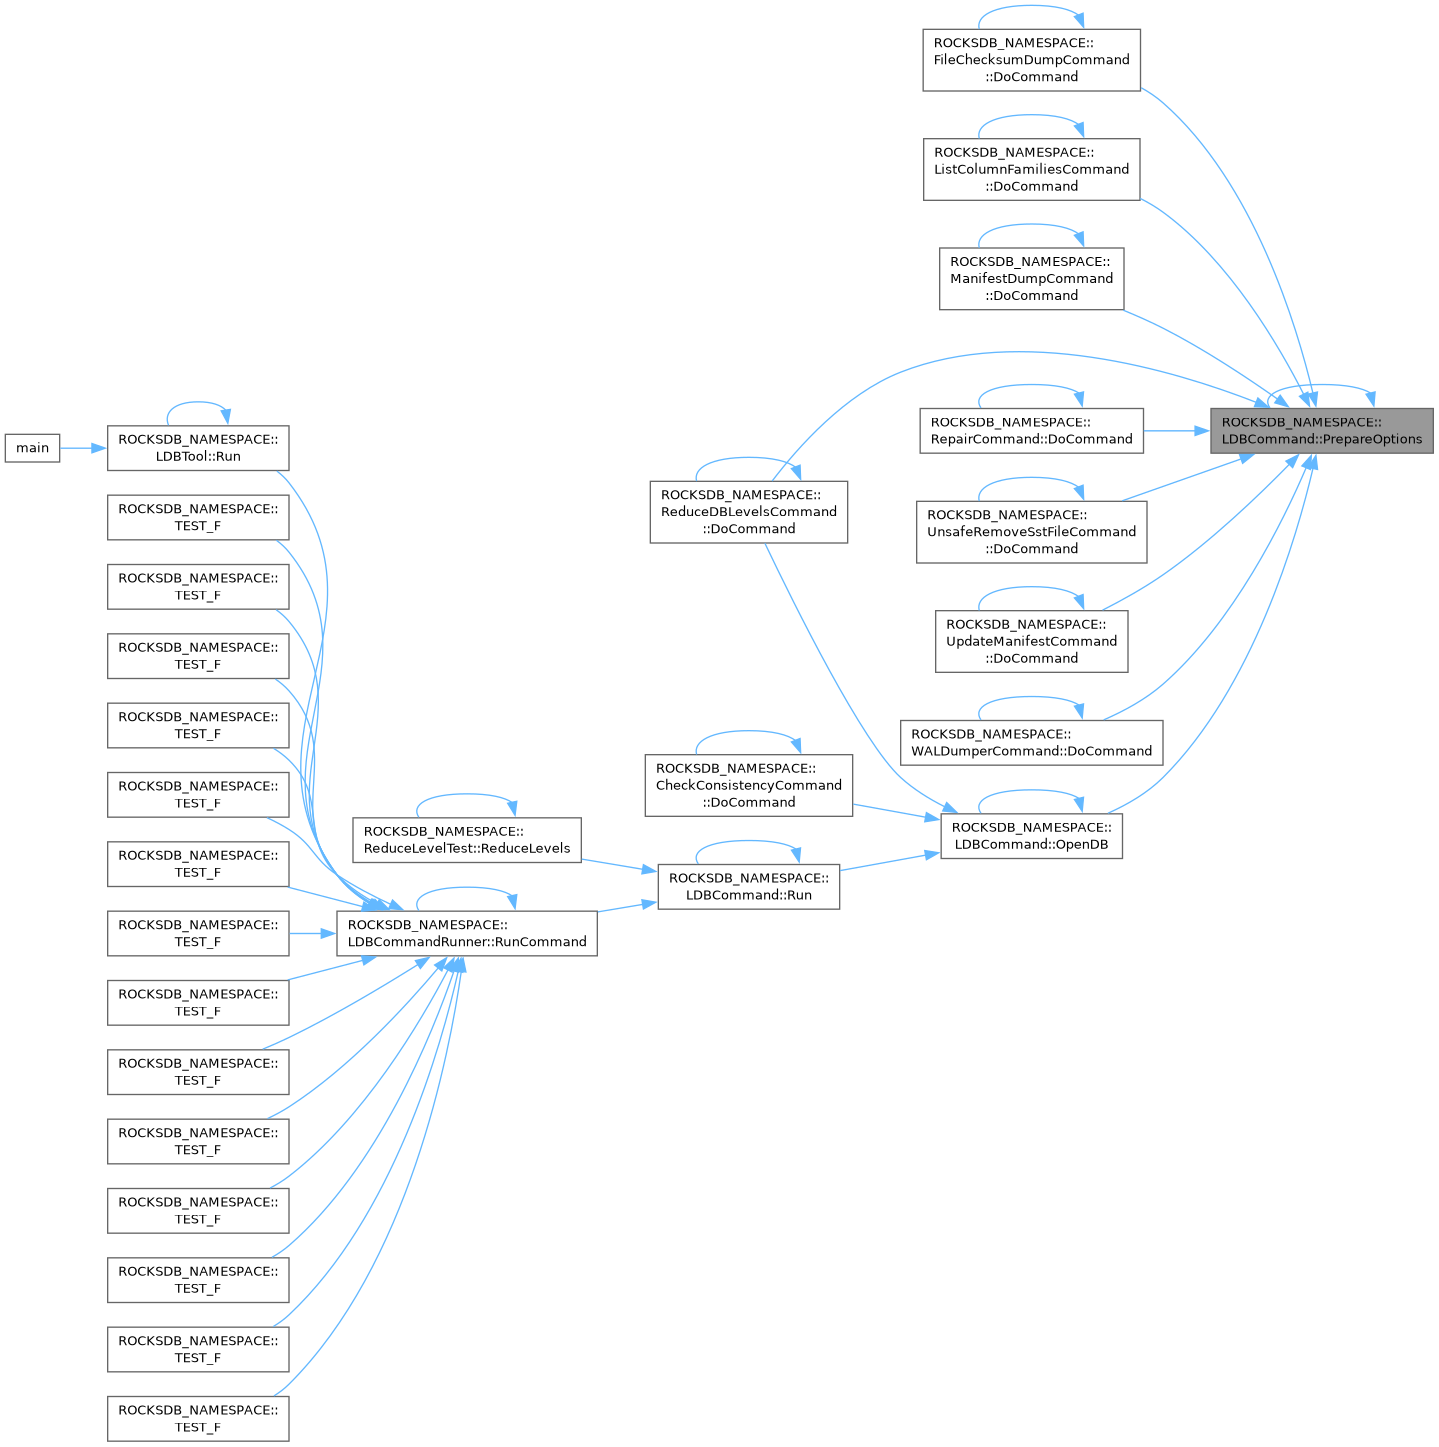 ROCKSDB_NAMESPACE::
FileChecksumDumpCommand
::DoCommand
ROCKSDB_NAMESPACE::
ListColumnFamiliesCommand
::DoCommand
ROCKSDB_NAMESPACE::
ManifestDumpCommand
::DoCommand
ROCKSDB_NAMESPACE::
RepairCommand::DoCommand
ROCKSDB_NAMESPACE::
LDBCommand::PrepareOptions
main
ROCKSDB_NAMESPACE::
LDBTool::Run
ROCKSDB_NAMESPACE::
ReduceDBLevelsCommand
::DoCommand
ROCKSDB_NAMESPACE::
UnsafeRemoveSstFileCommand
::DoCommand
ROCKSDB_NAMESPACE::
UpdateManifestCommand
::DoCommand
ROCKSDB_NAMESPACE::
WALDumperCommand::DoCommand
ROCKSDB_NAMESPACE::
CheckConsistencyCommand
::DoCommand
ROCKSDB_NAMESPACE::
LDBCommand::OpenDB
ROCKSDB_NAMESPACE::
ReduceLevelTest::ReduceLevels
ROCKSDB_NAMESPACE::
LDBCommand::Run
ROCKSDB_NAMESPACE::
LDBCommandRunner::RunCommand
ROCKSDB_NAMESPACE::
TEST_F
ROCKSDB_NAMESPACE::
TEST_F
ROCKSDB_NAMESPACE::
TEST_F
ROCKSDB_NAMESPACE::
TEST_F
ROCKSDB_NAMESPACE::
TEST_F
ROCKSDB_NAMESPACE::
TEST_F
ROCKSDB_NAMESPACE::
TEST_F
ROCKSDB_NAMESPACE::
TEST_F
ROCKSDB_NAMESPACE::
TEST_F
ROCKSDB_NAMESPACE::
TEST_F
ROCKSDB_NAMESPACE::
TEST_F
ROCKSDB_NAMESPACE::
TEST_F
ROCKSDB_NAMESPACE::
TEST_F
ROCKSDB_NAMESPACE::
TEST_F